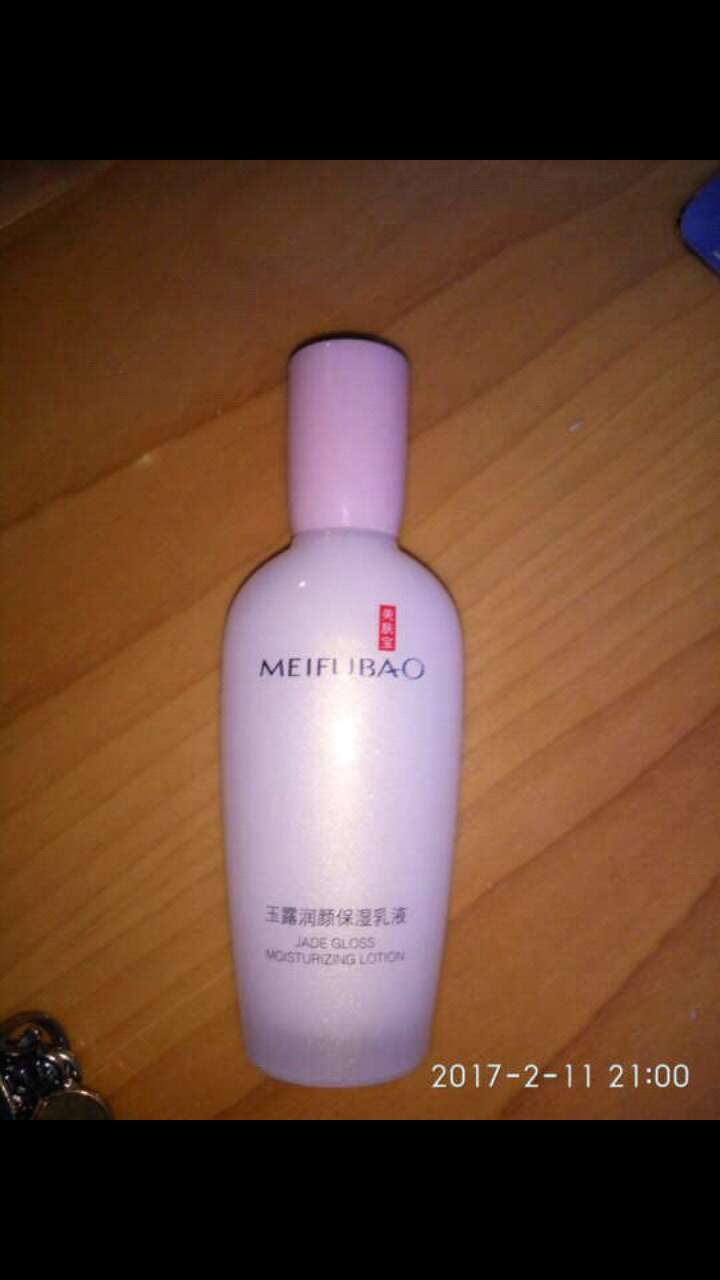 美肤宝
MEIFUBAO
玉露润颜保湿乳液
JADE GLOSS
MOISTURIZING LOTION
2017-2-11 21:00